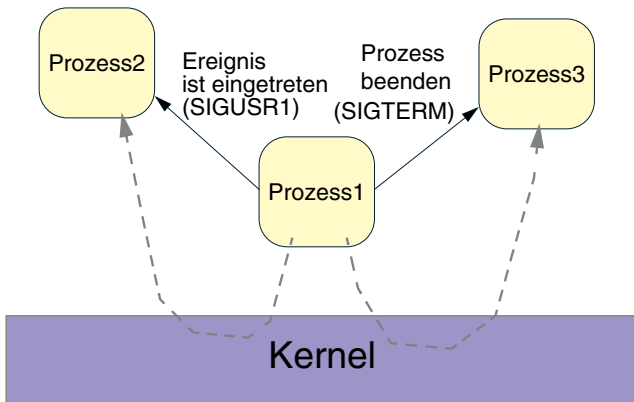 Prozess2
Ereignis
ist eingetreten
(SIGUSR1)
Prozess
beenden
(SIGTERM)
Prozess3
Prozess1
Kernel